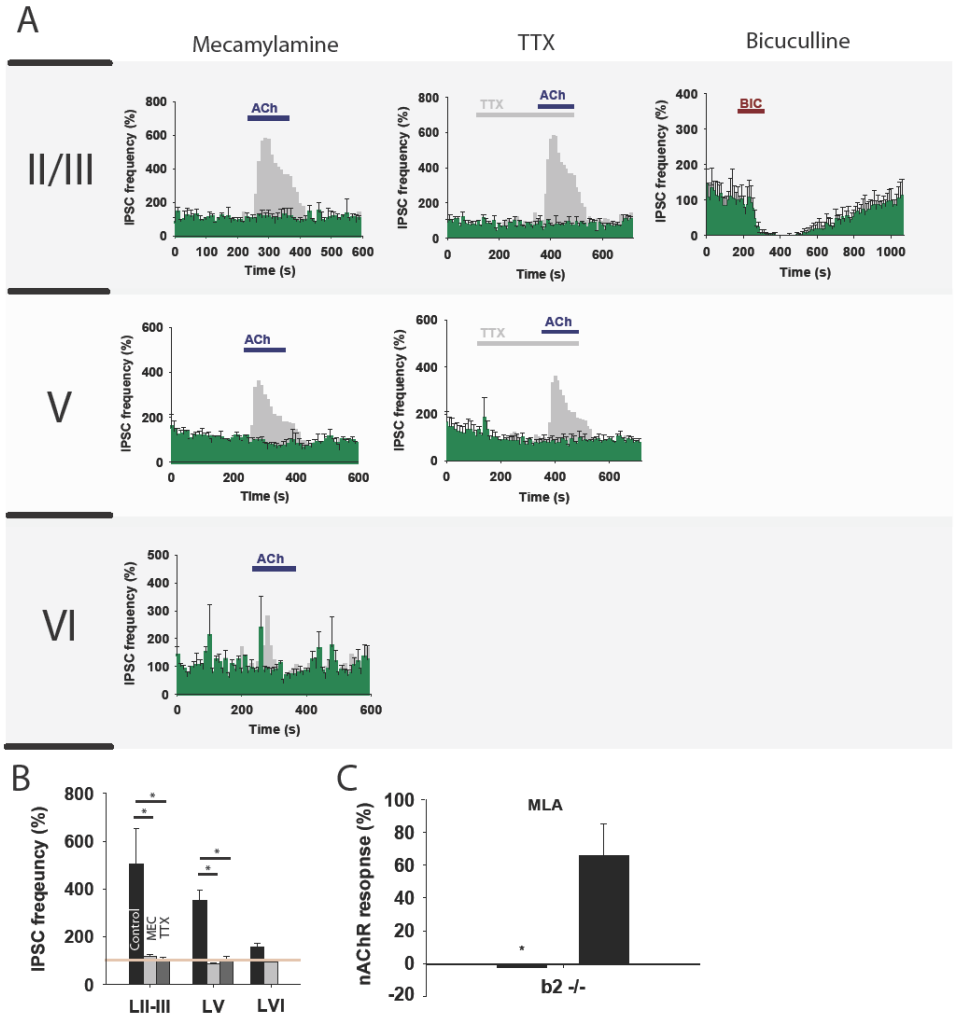 A
Mecamylamine TTX Bicuculline
II/III
IPSC frequency (%)
800
600
400
200
0
ACh
0 100 200 300 400 500 600
Time (s)
IPSC frequency (%)
800
600
400
200
0
TTX
ACh
0 200 400 600
Time (s)
IPSC frequency (%)
400
300
200
100
0
BIC
0 200 400 600 800 1000
Time (s)
V
IPSC frequency (%)
600
400
200
0
ACh
0 200 400 600
TIme (s)
IPSC frequency (%)
600
400
200
0
TTX
ACh
0 200 400 600
Time (s)
VI
IPSC frequency (%)
500
400
300
200
100
0
ACh
0 200 400 600
Time (s)
B
IPSC freqeuncy (%)
800
600
400
200
0
*
*
*
*
Control
MEC
TTX
LII-III LV LVI
C
nAChR resopnse (%)
100
80
60
40
20
0
-20
MLA
*
b2 -/-